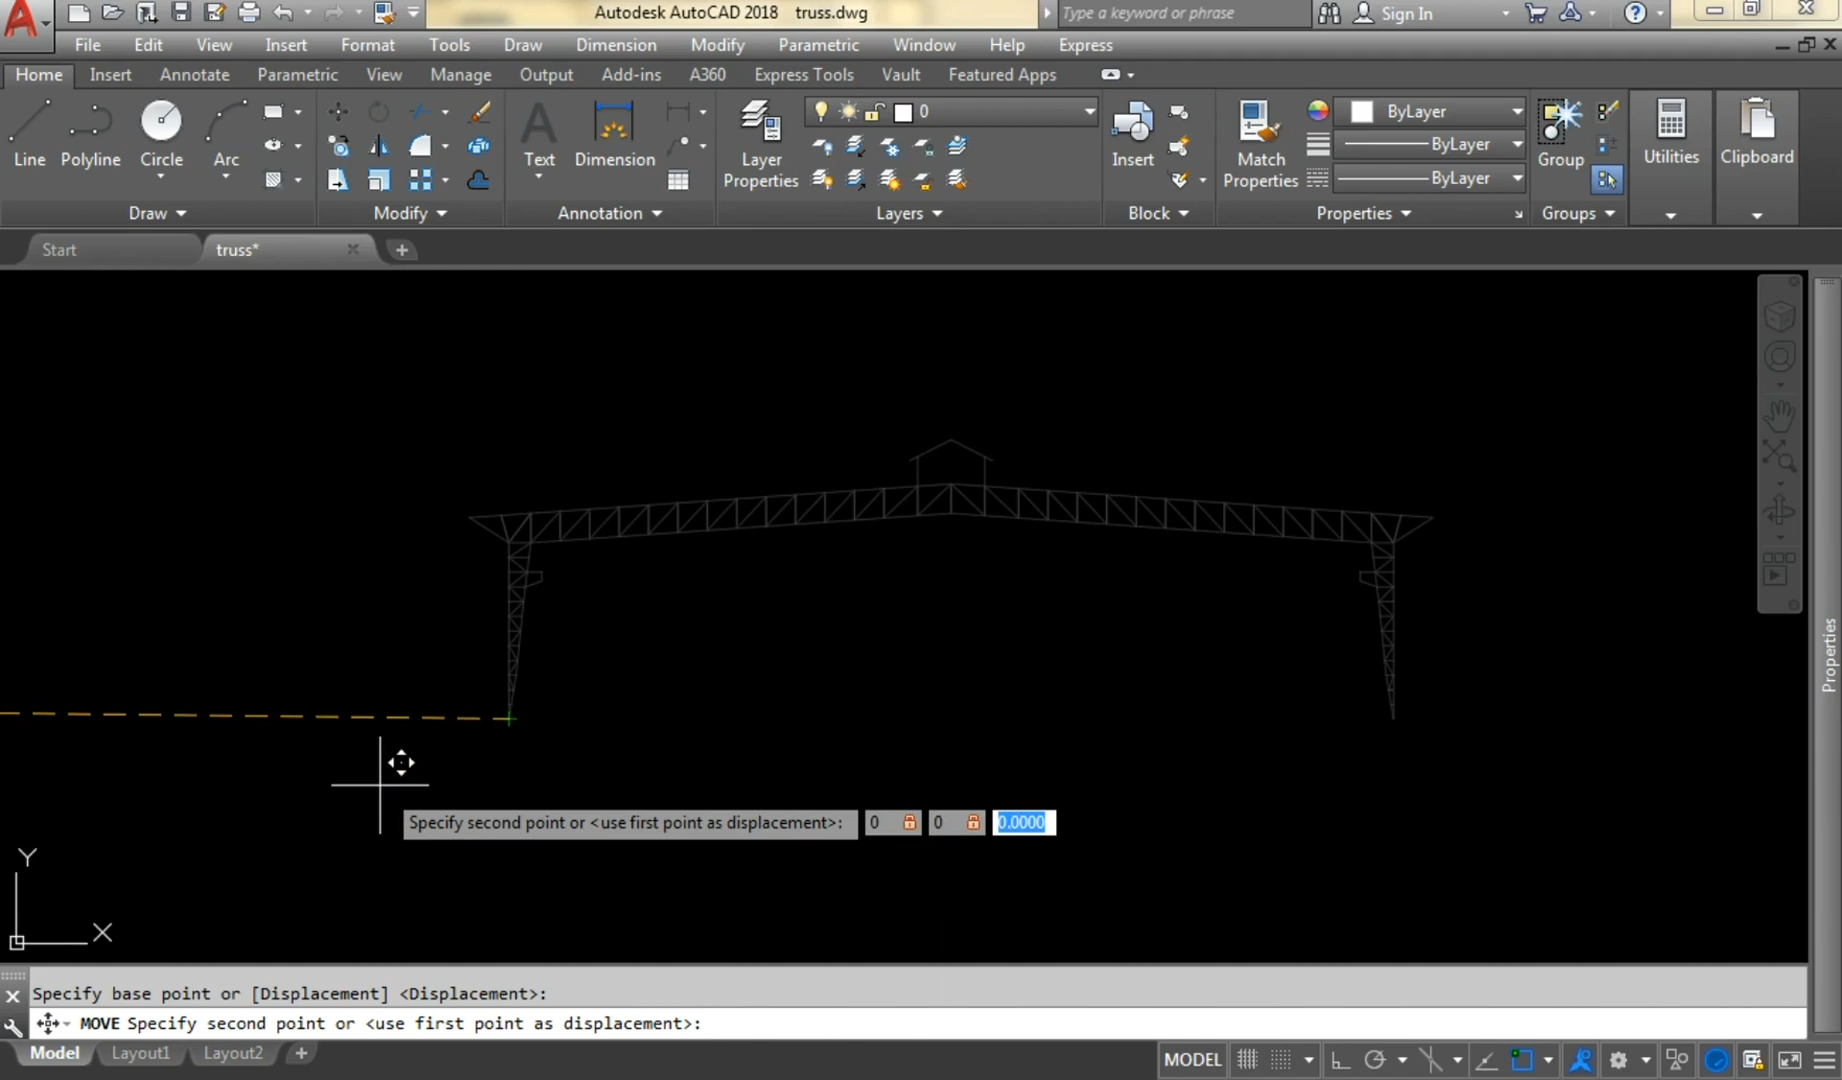 Autodesk AutoCAD 2018 truss.dwg
Type a keyword or phrase
Sign In
File Edit View Insert Format Tools Draw Dimension Modify Parametric Window Help Express
Home Insert Annotate Parametric View Manage Output Add-ins A360 Express Tools Vault Featured Apps
0
ByLayer
ByLayer
ByLayer
Line Polyline Circle Arc
Text Dimension
Layer Properties
Insert
Match Properties
Group
Utilities
Clipboard
Draw Modify Annotation Layers Block Properties Groups
Start truss*
Properties
Specify second point or <use first point as displacement>: 0 0 0.0000
Y
X
Specify base point or [Displacement] <Displacement>:
MOVE Specify second point or <use first point as displacement>:
Model Layout1 Layout2
MODEL